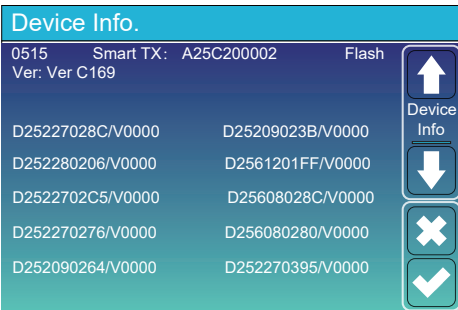 Device Info.
0515 Smart TX: A25C200002 Flash
Ver: Ver C169
Device
Info
D25227028C/V0000 D25209023B/V0000
D252280206/V0000 D2561201FF/V0000
D2522702C5/V0000 D25608028C/V0000
D252270276/V0000 D256080280/V0000
D252090264/V0000 D252270395/V0000